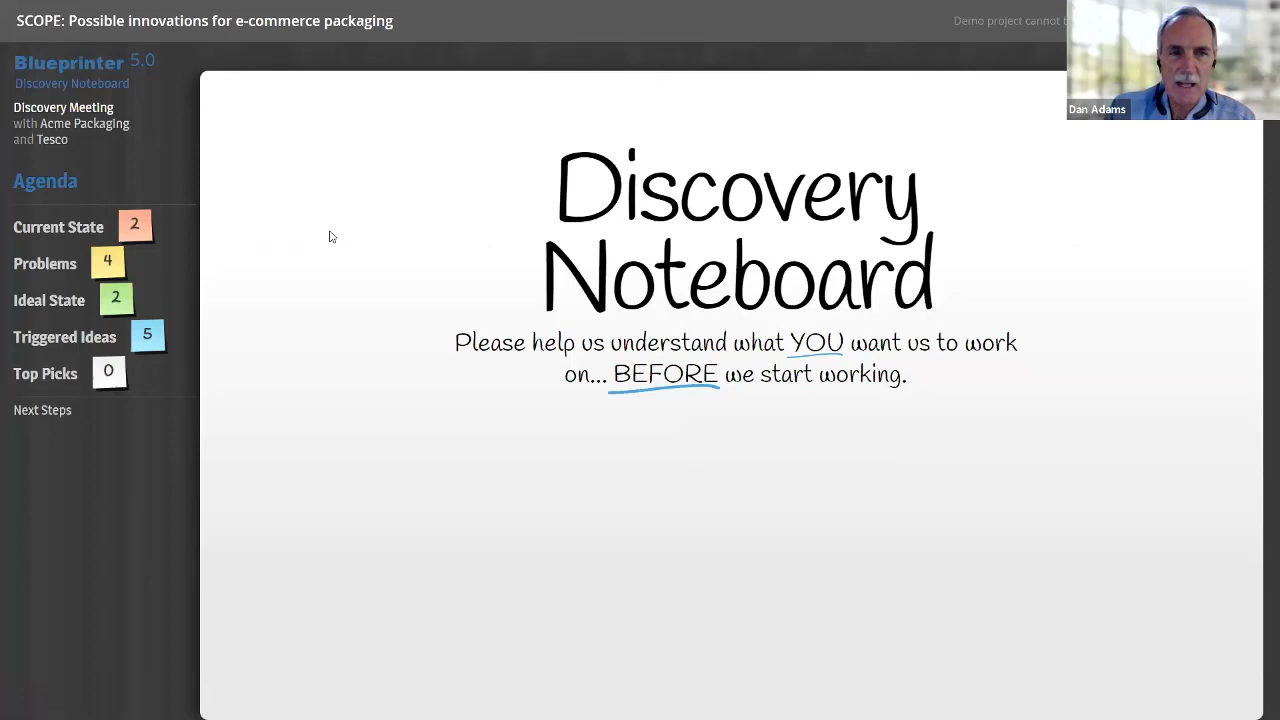 SCOPE: Possible innovations for e-commerce packaging
Demo project cannot b
Blueprinter 5.0
Discovery Noteboard
Discovery Meeting
with Acme Packaging
and Tesco
Agenda
Current State 2
Problems 4
Ideal State 2
Triggered Ideas 5
Top Picks 0
Next Steps
Discovery
Noteboard
Please help us understand what YOU want us to work
on... BEFORE we start working.
Dan Adams